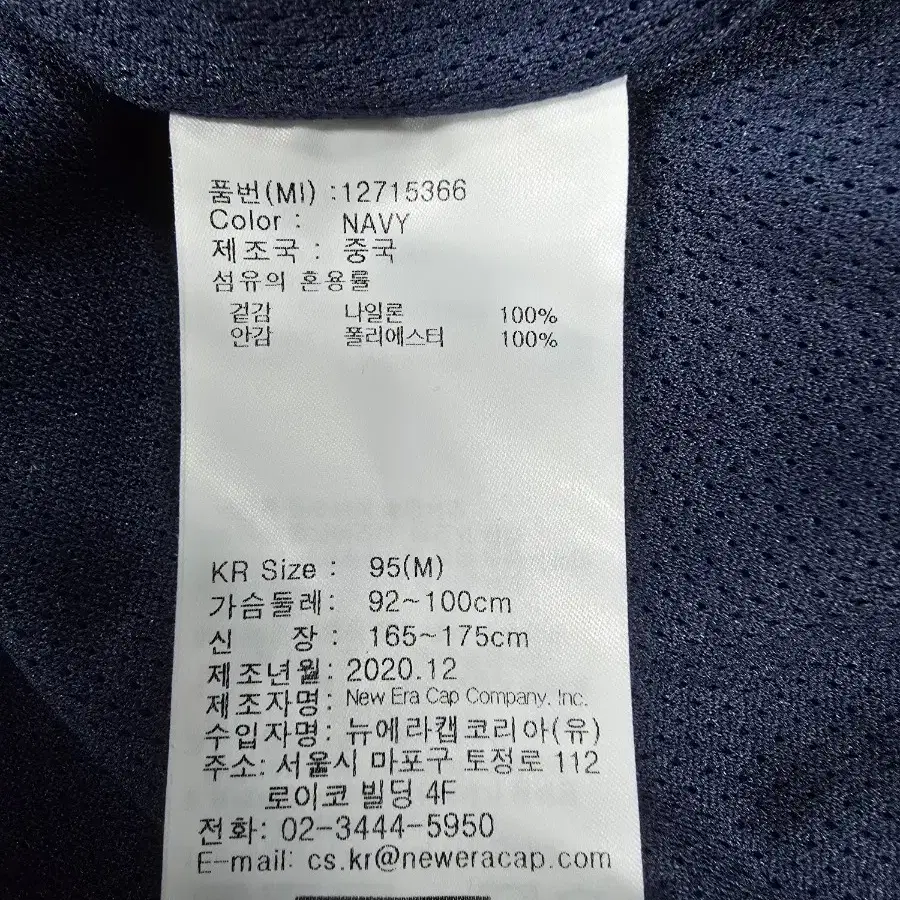 품번(MI) :12715366
Color : NAVY
제조국 : 중국
섬유의 혼용률
겉감 나일론 100%
안감 폴리에스터 100%
KR Size : 95(M)
가슴둘레: 92~100cm
신 장 : 165~175cm
제조년월: 2020.12
제조자명: New Era Cap Company, Inc.
수입자명: 뉴에라캡코리아(유)
주소: 서울시 마포구 토정로 112
로이코 빌딩 4F
전화: 02-3444-5950
E-mail: cs.kr@neweracap.com